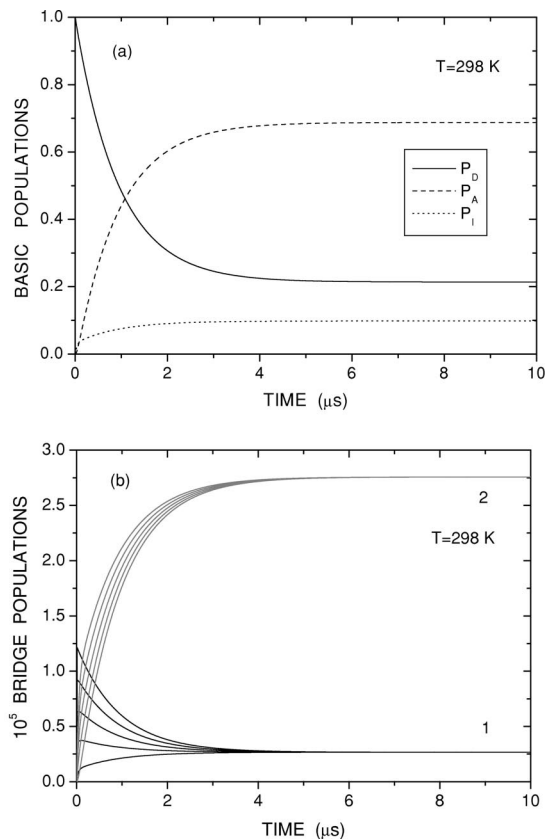 1.0
(a)
T=298 K
0.8
0.6
0.4
0.2
0.0
BASIC POPULATIONS
P_D
P_A
P_I
0 2 4 6 8 10
TIME (μs)
3.0
(b)
2
2.5
T=298 K
2.0
1.5
1.0
1
0.5
0.0
10^5 BRIDGE POPULATIONS
0 2 4 6 8 10
TIME (μs)